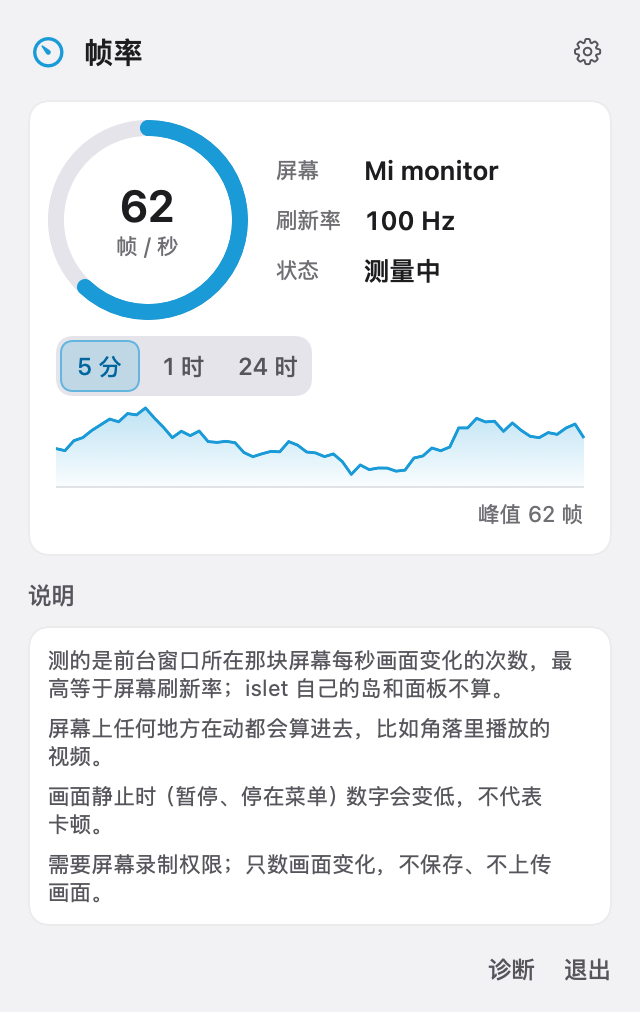 帧率
62
帧 / 秒
屏幕 Mi monitor
刷新率 100 Hz
状态 测量中
5 分 1 时 24 时
峰值 62 帧
说明
测的是前台窗口所在那块屏幕每秒画面变化的次数，最
高等于屏幕刷新率；islet 自己的岛和面板不算。
屏幕上任何地方在动都会算进去，比如角落里播放的
视频。
画面静止时（暂停、停在菜单）数字会变低，不代表
卡顿。
需要屏幕录制权限；只数画面变化，不保存、不上传
画面。
诊断 退出